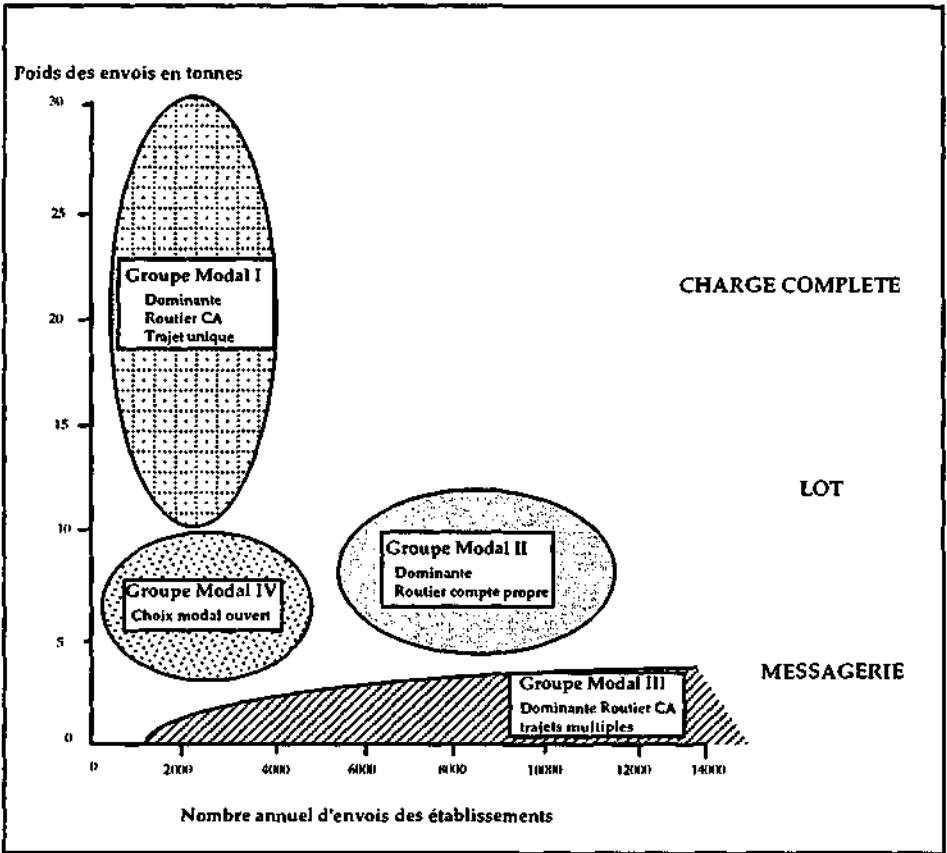 Poids des envois en tonnes
30
25
20
15
10
5
0
Groupe Modal I
Dominante
Routier CA
Trajet unique
CHARGE COMPLETE
LOT
Groupe Modal II
Dominante
Routier compte propre
Groupe Modal IV
Choix modal ouvert
MESSAGERIE
Groupe Modal III
Dominante Routier CA
trajets multiples
0 2000 4000 6000 8000 10000 12000 14000
Nombre annuel d'envois des établissements